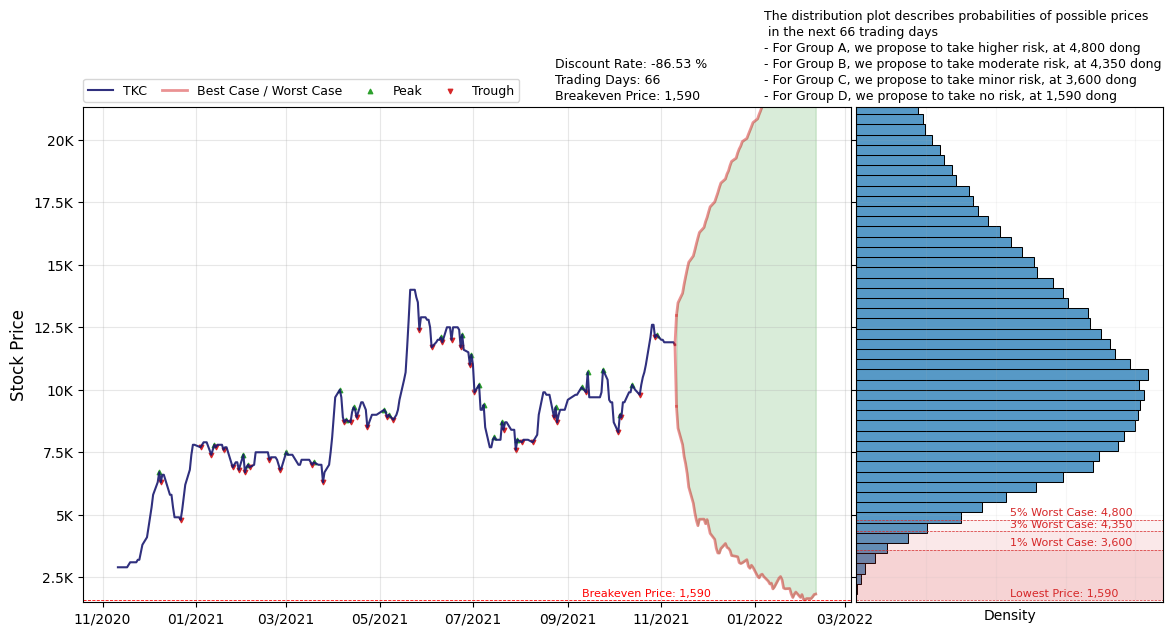 The distribution plot describes probabilities of possible prices
in the next 66 trading days
- For Group A, we propose to take higher risk, at 4,800 dong
- For Group B, we propose to take moderate risk, at 4,350 dong
- For Group C, we propose to take minor risk, at 3,600 dong
- For Group D, we propose to take no risk, at 1,590 dong
Discount Rate: -86.53 %
Trading Days: 66
Breakeven Price: 1,590
TKC
Best Case / Worst Case
Peak
Trough
Stock Price
20K
17.5K
15K
12.5K
10K
7.5K
5K
2.5K
11/2020
01/2021
03/2021
05/2021
07/2021
09/2021
11/2021
01/2022
03/2022
Breakeven Price: 1,590
5% Worst Case: 4,800
3% Worst Case: 4,350
1% Worst Case: 3,600
Lowest Price: 1,590
Density